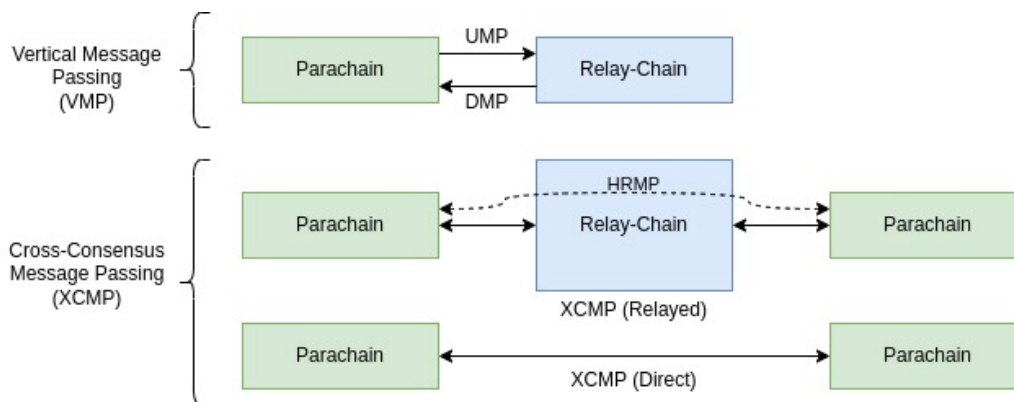 Vertical Message
Passing
(VMP)
Parachain
UMP
DMP
Relay-Chain
Cross-Consensus
Message Passing
(XCMP)
Parachain
HRMP
Relay-Chain
Parachain
XCMP (Relayed)
Parachain
Parachain
XCMP (Direct)